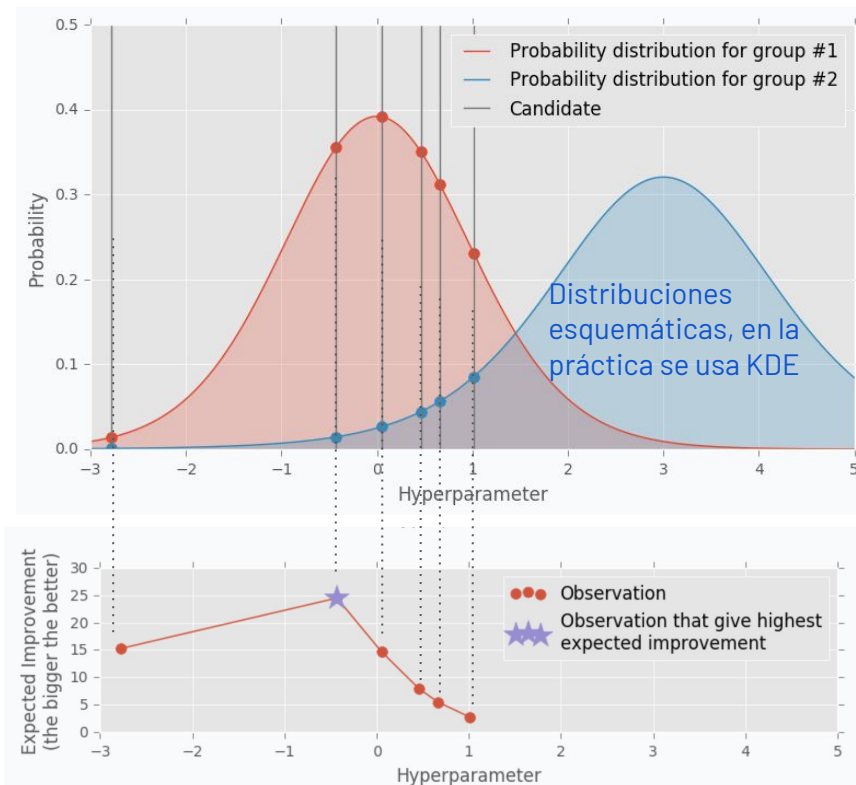 0.5
Probability distribution for group #1
Probability distribution for group #2
Candidate
0.4
0.3
Probability
0.2
Distribuciones
esquemáticas, en la
práctica se usa KDE
0.1
0.0
−3 −2 −1 0 1 2 3 4 5
Hyperparameter
Expected Improvement
(the bigger the better)
30
25
20
15
10
5
0
Observation
Observation that give highest
expected improvement
−3 −2 −1 0 1 2 3 4 5
Hyperparameter